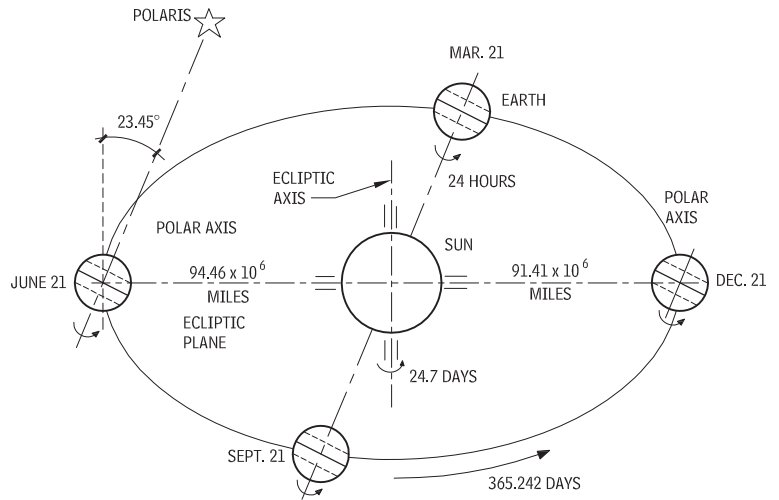 POLARIS
MAR. 21
EARTH
23.45°
ECLIPTIC
AXIS
24 HOURS
POLAR
AXIS
POLAR AXIS
SUN
JUNE 21
94.46 x 10⁶
MILES
91.41 x 10⁶
MILES
DEC. 21
ECLIPTIC
PLANE
24.7 DAYS
SEPT. 21
365.242 DAYS